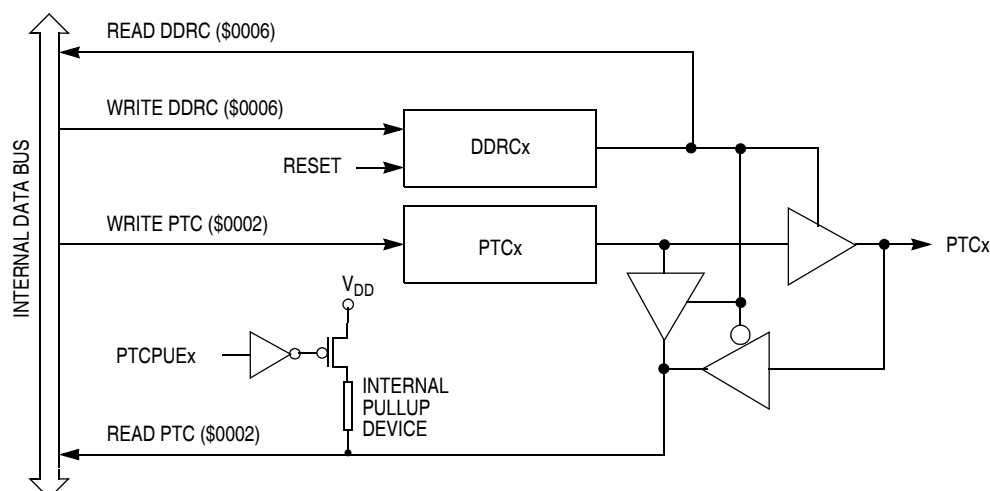 READ DDRC ($0006)
WRITE DDRC ($0006)
DDRCx
RESET
INTERNAL DATA BUS
WRITE PTC ($0002)
PTCx
PTCx
VDD
PTCPUEx
INTERNAL
PULLUP
DEVICE
READ PTC ($0002)